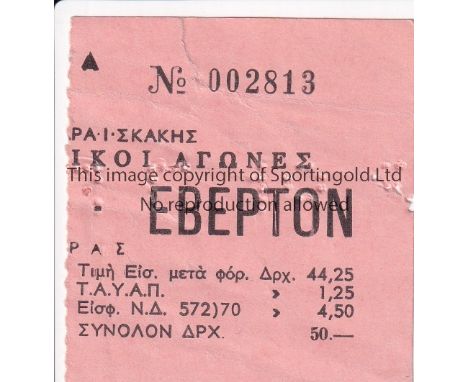 ▲
№ 002813
ΡΑ·Ι·ΣΚΑΚΗΣ
ΙΚΟΙ ΑΓΩΝΕΣ
This image copyright of Sportingold.Ltd
· ΕΒΕΡΤΟΝ
No reproduction allowed
ΡΑΣ
Τιμὴ Εἰσ. μετὰ φόρ. Δρχ. 44,25
Τ.Α.Υ.Α.Π. » 1,25
Εἰσφ. Ν.Δ. 572)70 » 4,50
ΣΥΝΟΛΟΝ ΔΡΧ. 50.—